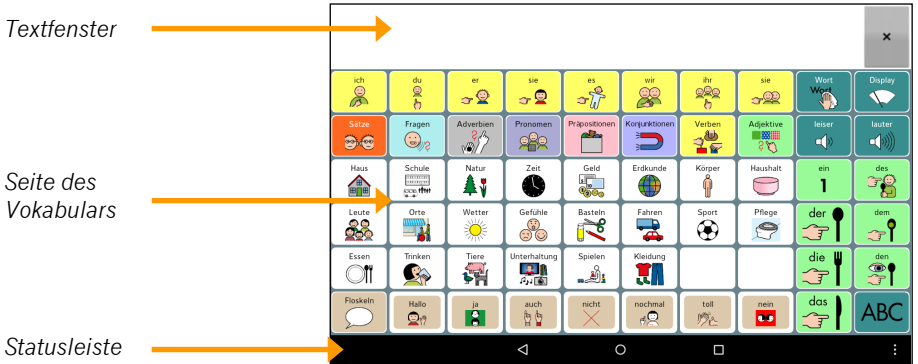 Textfenster
×
ich du er sie es wir ihr sie Wort Display
Wort
Sätze Fragen Adverbien Pronomen Präpositionen Konjunktionen Verben Adjektive leiser lauter
Haus Schule Natur Zeit Geld Erdkunde Körper Haushalt ein des
1
Seite des
Vokabulars
Leute Orte Wetter Gefühle Basteln Fahren Sport Pflege der dem
Essen Trinken Tiere Unterhaltung Spielen Kleidung die den
Floskeln Hallo ja auch nicht nochmal toll nein das ABC
Statusleiste